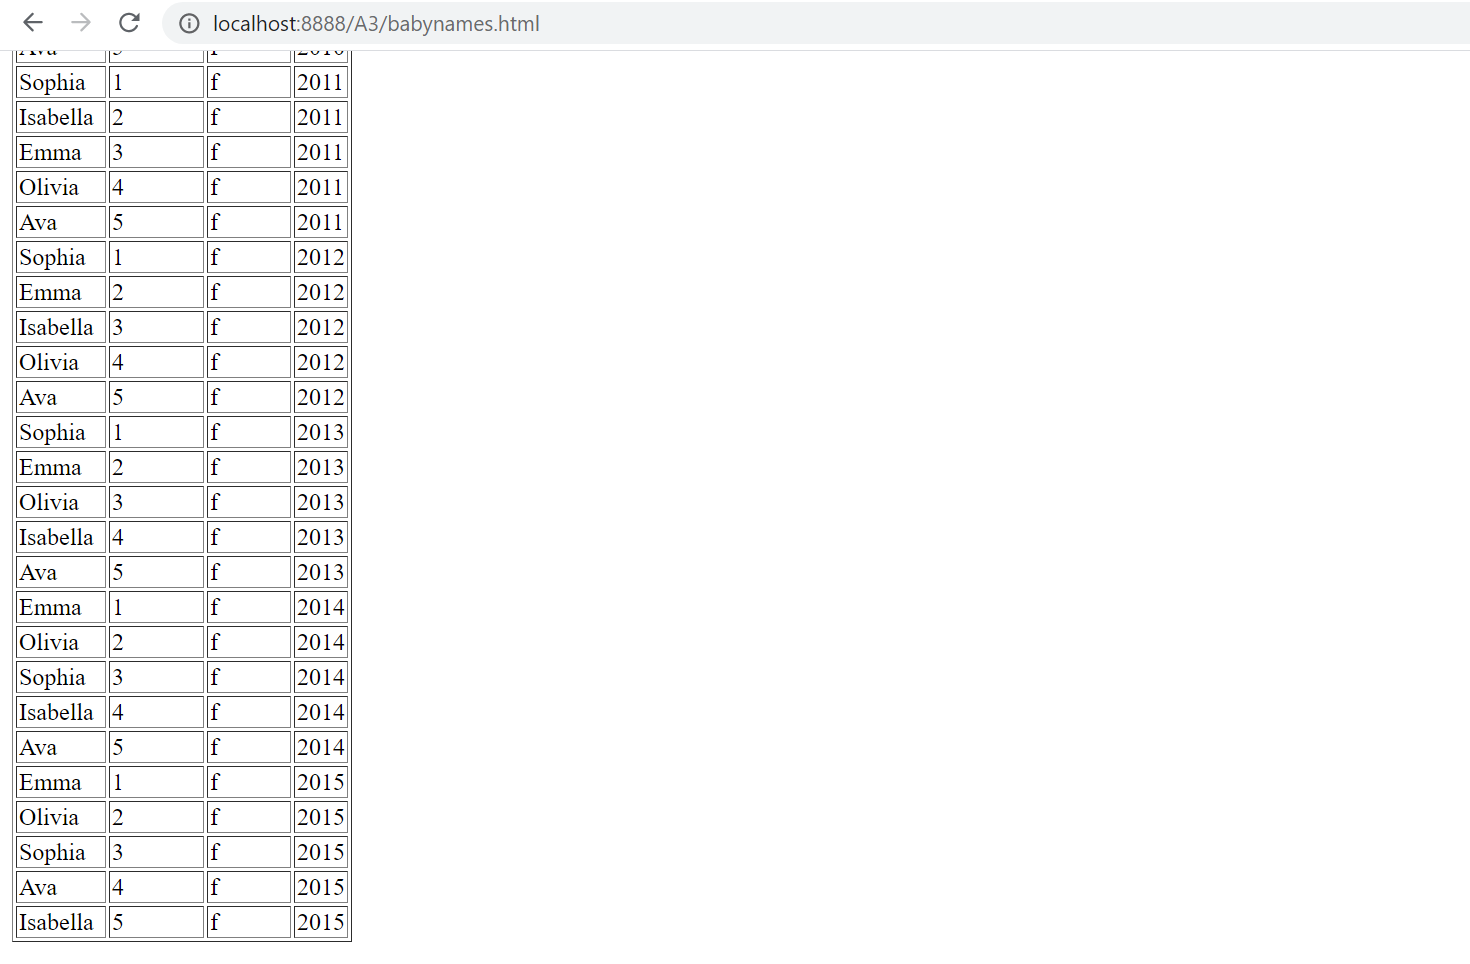 localhost:8888/A3/babynames.html
Ava 5 f 2010
Sophia 1 f 2011
Isabella 2 f 2011
Emma 3 f 2011
Olivia 4 f 2011
Ava 5 f 2011
Sophia 1 f 2012
Emma 2 f 2012
Isabella 3 f 2012
Olivia 4 f 2012
Ava 5 f 2012
Sophia 1 f 2013
Emma 2 f 2013
Olivia 3 f 2013
Isabella 4 f 2013
Ava 5 f 2013
Emma 1 f 2014
Olivia 2 f 2014
Sophia 3 f 2014
Isabella 4 f 2014
Ava 5 f 2014
Emma 1 f 2015
Olivia 2 f 2015
Sophia 3 f 2015
Ava 4 f 2015
Isabella 5 f 2015